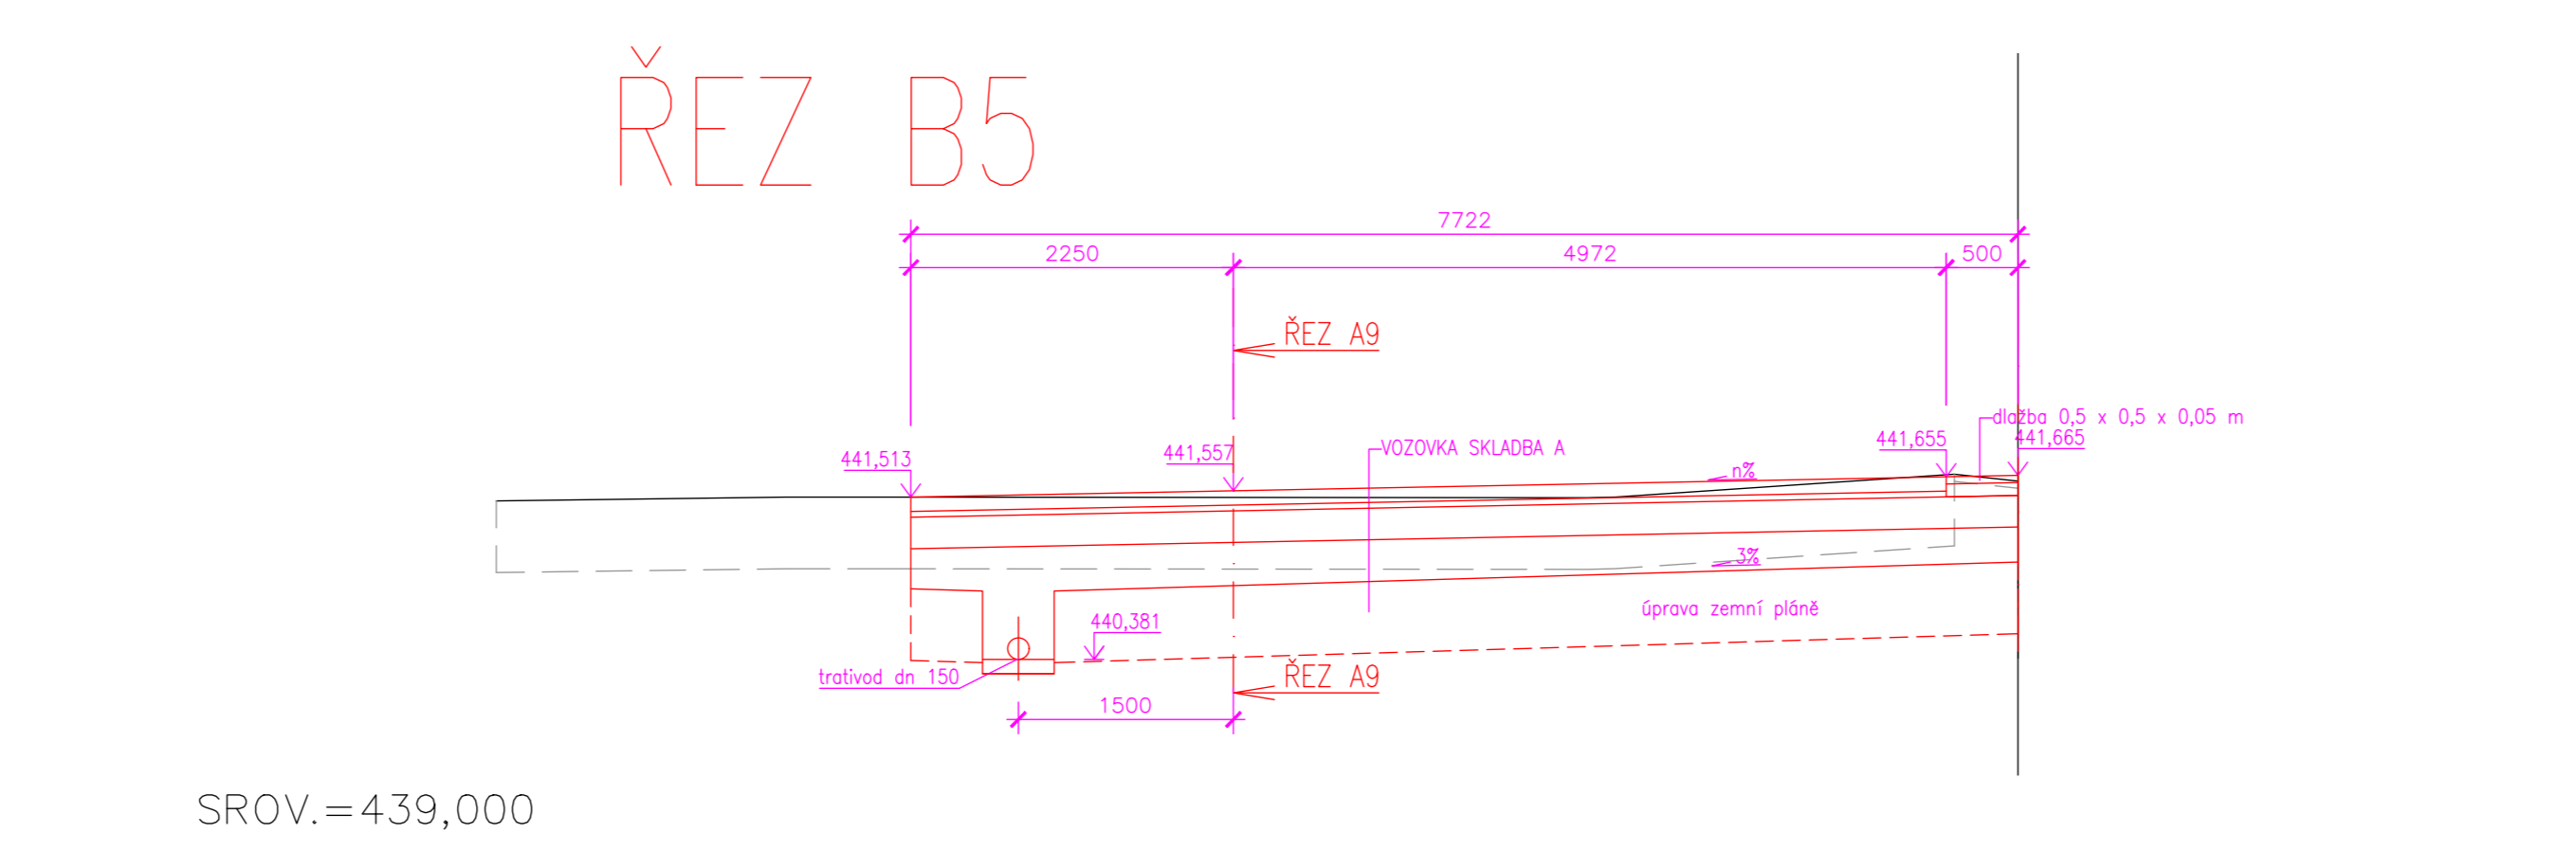 ŘEZ B5
7722
2250
4972
500
ŘEZ A9
dlažba 0,5 x 0,5 x 0,05 m
441,513
441,557
VOZOVKA SKLADBA A
441,655
441,665
n%
3%
úprava zemní pláně
440,381
trativod dn 150
ŘEZ A9
1500
SROV.=439,000